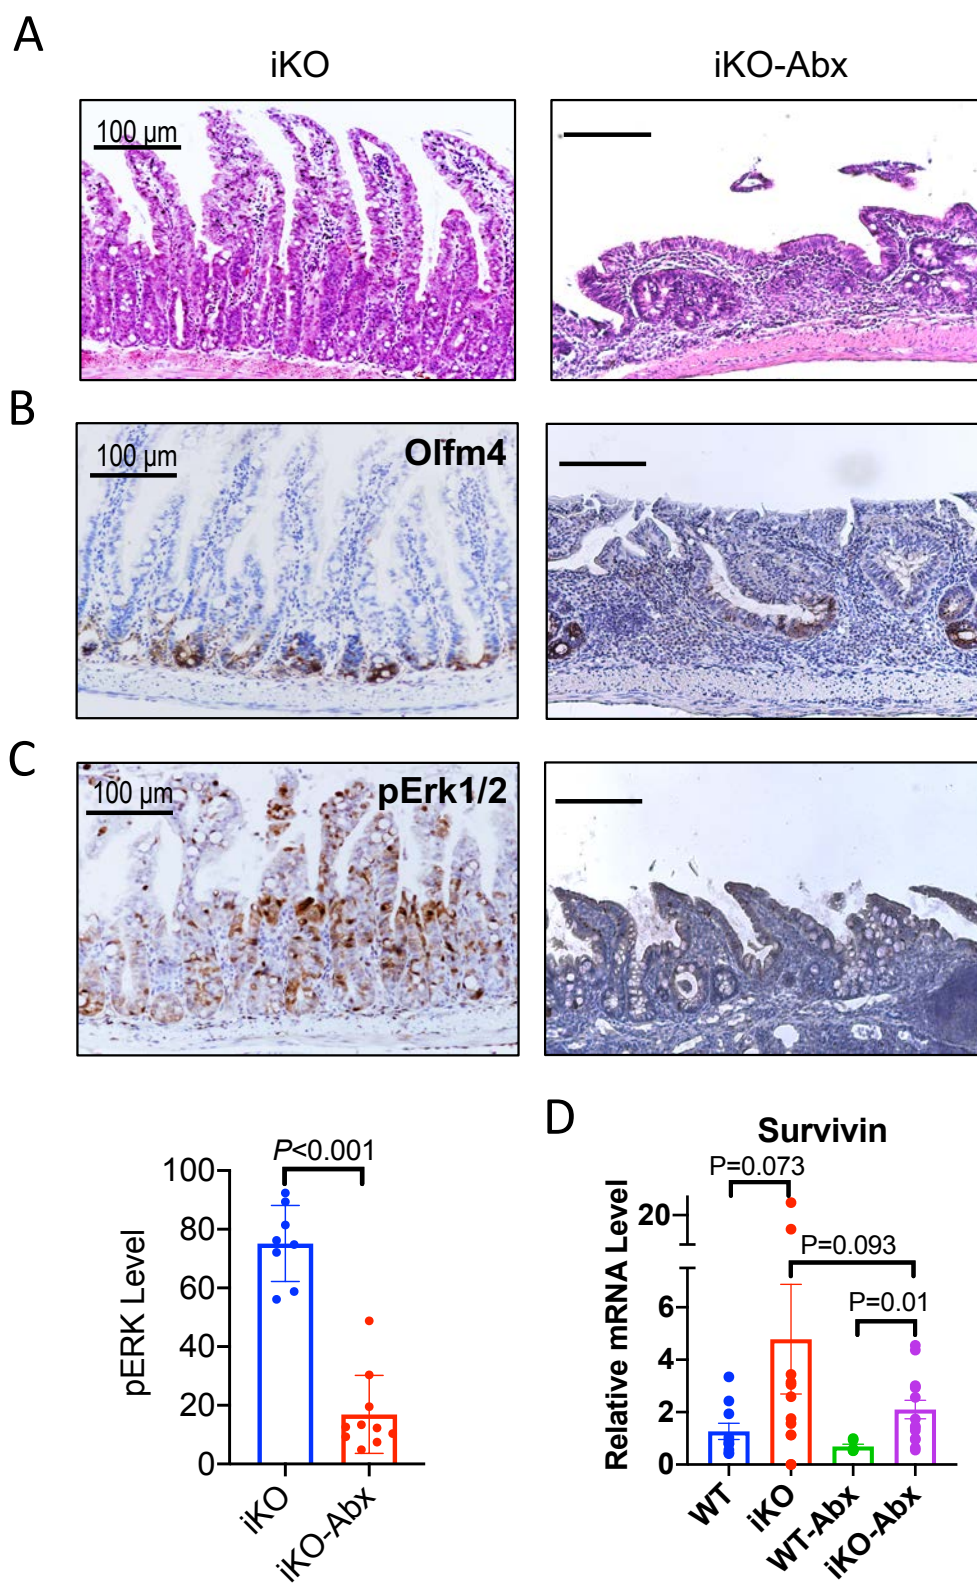 A
iKO
iKO-Abx
100 µm
B
100 µm
Olfm4
C
100 µm
pErk1/2
D
Survivin
P<0.001
100
80
60
40
20
0
pERK Level
iKO
iKO-Abx
P=0.073
P=0.093
P=0.01
20
6
4
2
0
Relative mRNA Level
WT
iKO
WT-Abx
iKO-Abx